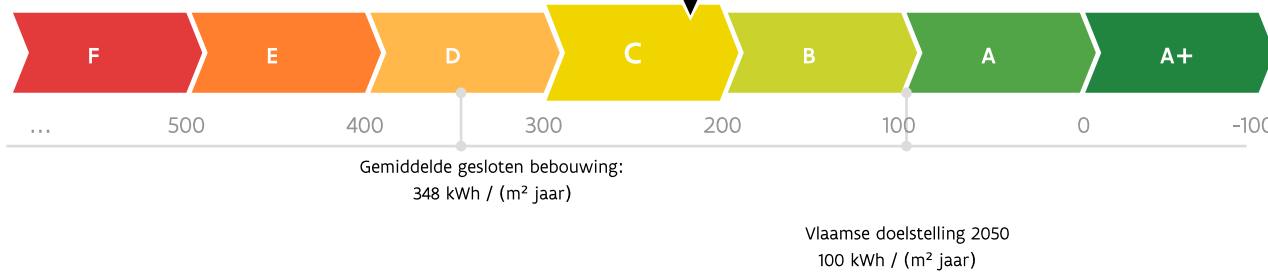 F E D C B A A+
... 500 400 300 200 100 0 -100
Gemiddelde gesloten bebouwing:
348 kWh / (m² jaar)
Vlaamse doelstelling 2050
100 kWh / (m² jaar)